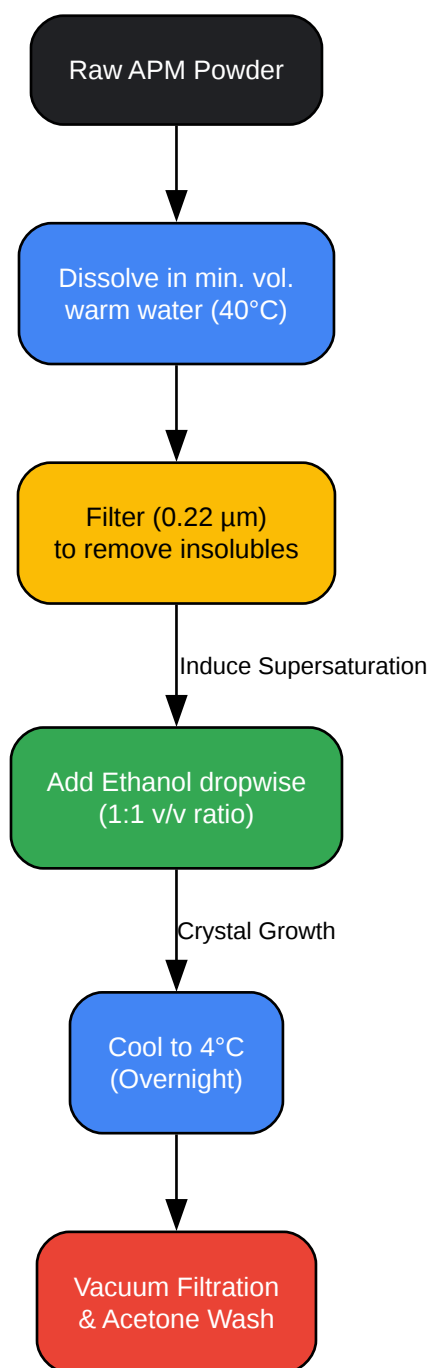 Raw APM Powder
Dissolve in min. vol.
warm water (40°C)
Filter (0.22 µm)
to remove insolubles
Induce Supersaturation
Add Ethanol dropwise
(1:1 v/v ratio)
Crystal Growth
Cool to 4°C
(Overnight)
Vacuum Filtration
& Acetone Wash